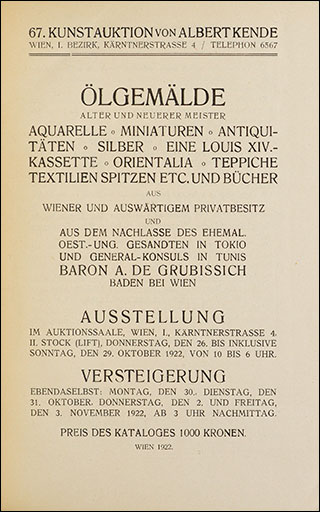 67. KUNSTAUKTION VON ALBERT KENDE
WIEN, I. BEZIRK, KÄRNTNERSTRASSE 4 / TELEPHON 6567
ÖLGEMÄLDE
ALTER UND NEUERER MEISTER
AQUARELLE ∘ MINIATUREN ∘ ANTIQUI-
TÄTEN ∘ SILBER ∘ EINE LOUIS XIV.-
KASSETTE ∘ ORIENTALIA ∘ TEPPICHE
TEXTILIEN SPITZEN ETC. UND BÜCHER
AUS
WIENER UND AUSWÄRTIGEM PRIVATBESITZ
UND
AUS DEM NACHLASSE DES EHEMAL.
OEST.-UNG. GESANDTEN IN TOKIO
UND GENERAL-KONSULS IN TUNIS
BARON A. DE GRUBISSICH
BADEN BEI WIEN
AUSSTELLUNG
IM AUKTIONSSAALE, WIEN, I., KÄRNTNERSTRASSE 4.
II. STOCK (LIFT), DONNERSTAG, DEN 26. BIS INKLUSIVE
SONNTAG, DEN 29. OKTOBER 1922, VON 10 BIS 6 UHR.
VERSTEIGERUNG
EBENDASELBST: MONTAG, DEN 30. DIENSTAG, DEN
31. OKTOBER. DONNERSTAG, DEN 2. UND FREITAG,
DEN 3. NOVEMBER 1922, AB 3 UHR NACHMITTAG.
PREIS DES KATALOGES 1000 KRONEN.
WIEN 1922.